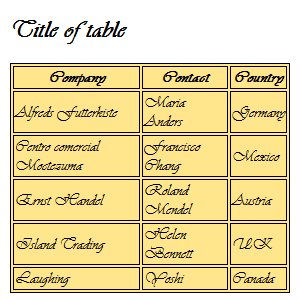 Title of table
Company Contact Country
Alfreds Futterkiste Maria Anders Germany
Centro comercial Moctezuma Francisco Chang Mexico
Ernst Handel Roland Mendel Austria
Island Trading Helen Bennett UK
Laughing Yoshi Canada